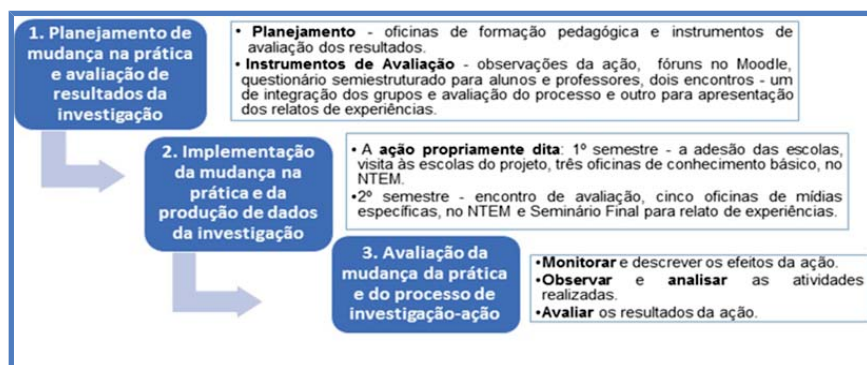 1. Planejamento de
mudança na prática
e avaliação de
resultados da
investigação
• Planejamento - oficinas de formação pedagógica e instrumentos
de avaliação dos resultados.
• Instrumentos de Avaliação - observações da ação, fóruns no Moodle,
questionário semiestruturado para alunos e professores, dois encontros - um
de integração dos grupos e avaliação do processo e outro para apresentação
dos relatos de experiências.
2. Implementação
da mudança na
prática e da
produção de dados
da investigação
• A ação propriamente dita: 1º semestre - a adesão das escolas,
visita às escolas do projeto, três oficinas de conhecimento básico, no
NTEM.
•2º semestre - encontro de avaliação, cinco oficinas de mídias
específicas, no NTEM e Seminário Final para relato de experiências.
3. Avaliação da
mudança da prática
e do processo de
investigação-ação
•Monitorar e descrever os efeitos da ação.
•Observar e analisar as atividades
realizadas.
•Avaliar os resultados da ação.